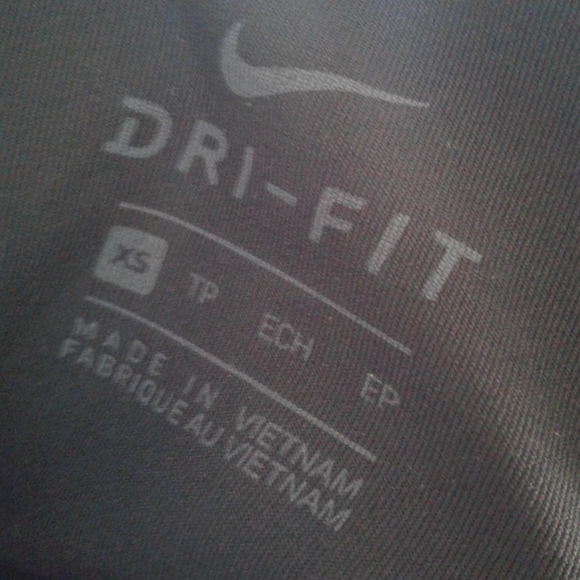 DRI-FIT
XS TP ECH EP
MADE IN VIETNAM
FABRIQUE AU VIETNAM